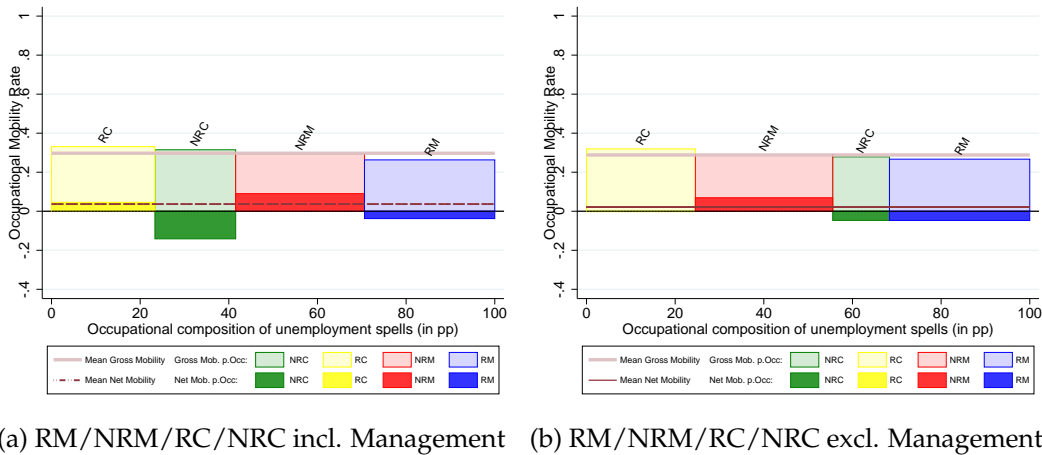 Occupational Mobility Rate
1
.8
.6
.4
.2
0
-.2
-.4
RC
NRC
NRM
RM
0 20 40 60 80 100
Occupational composition of unemployment spells (in pp)
Mean Gross Mobility Gross Mob. p.Occ: NRC RC NRM RM
Mean Net Mobility Net Mob. p.Occ: NRC RC NRM RM
(a) RM/NRM/RC/NRC incl. Management
Occupational Mobility Rate
1
.8
.6
.4
.2
0
-.2
-.4
RC
NRM
NRC
RM
0 20 40 60 80 100
Occupational composition of unemployment spells (in pp)
Mean Gross Mobility Gross Mob. p.Occ: NRC RC NRM RM
Mean Net Mobility Net Mob. p.Occ: NRC RC NRM RM
(b) RM/NRM/RC/NRC excl. Management